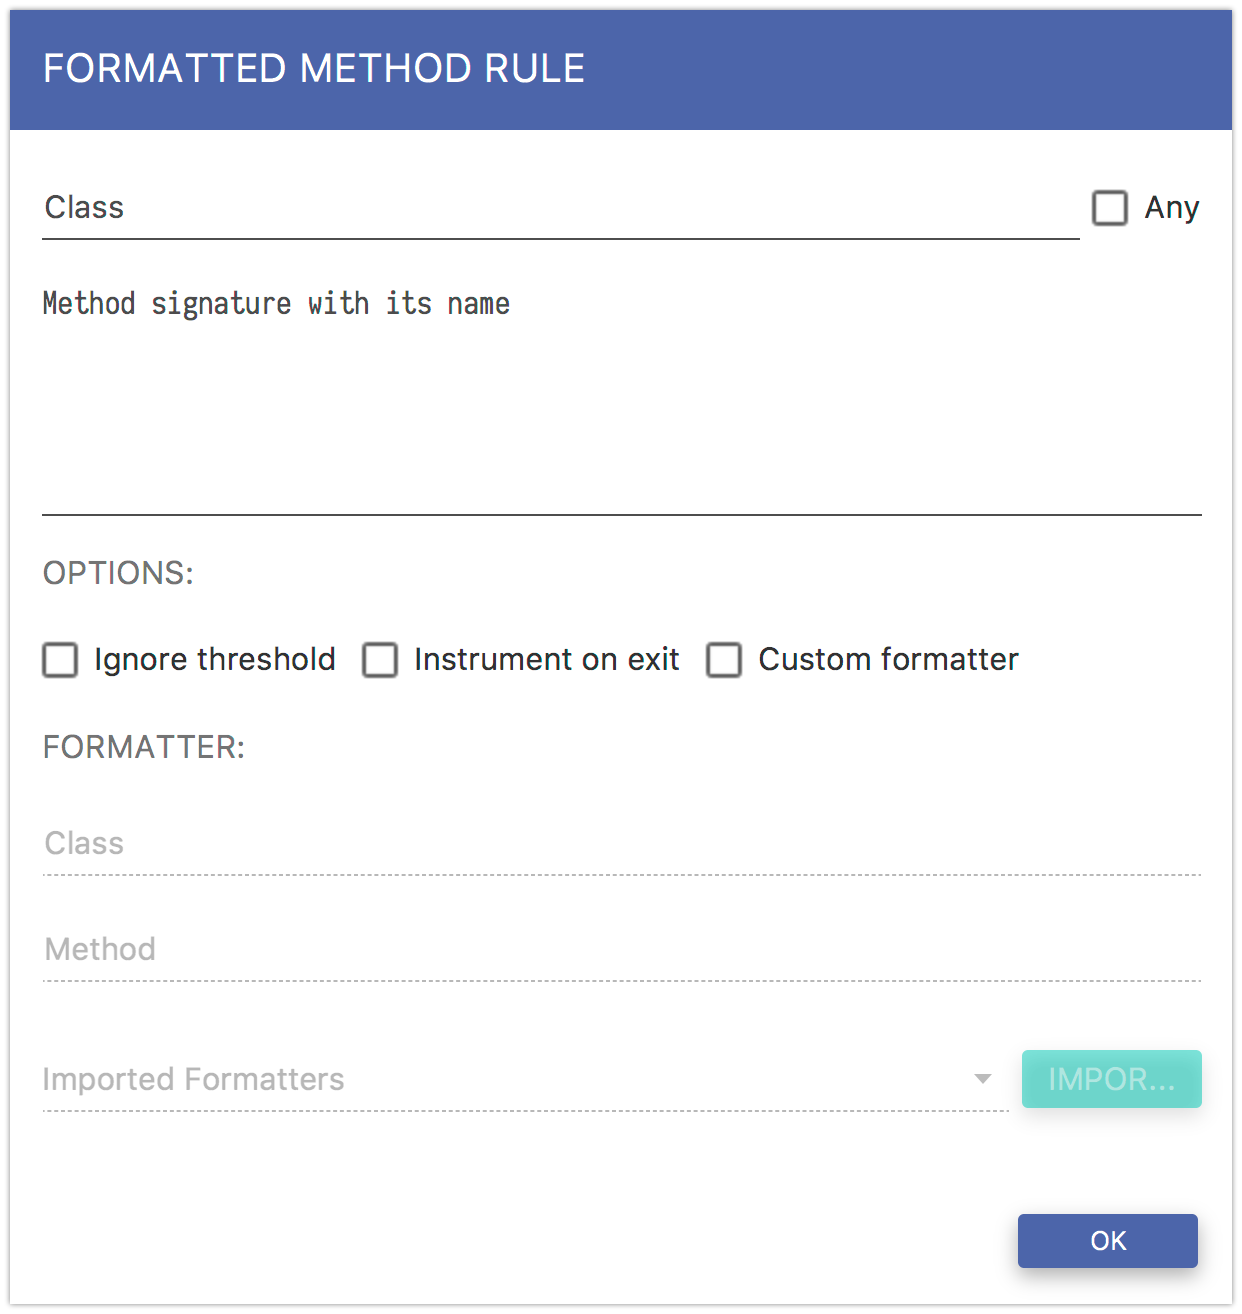 FORMATTED METHOD RULE
Class
Any
Method signature with its name
OPTIONS:
Ignore threshold
Instrument on exit
Custom formatter
FORMATTER:
Class
Method
Imported Formatters
IMPOR...
OK